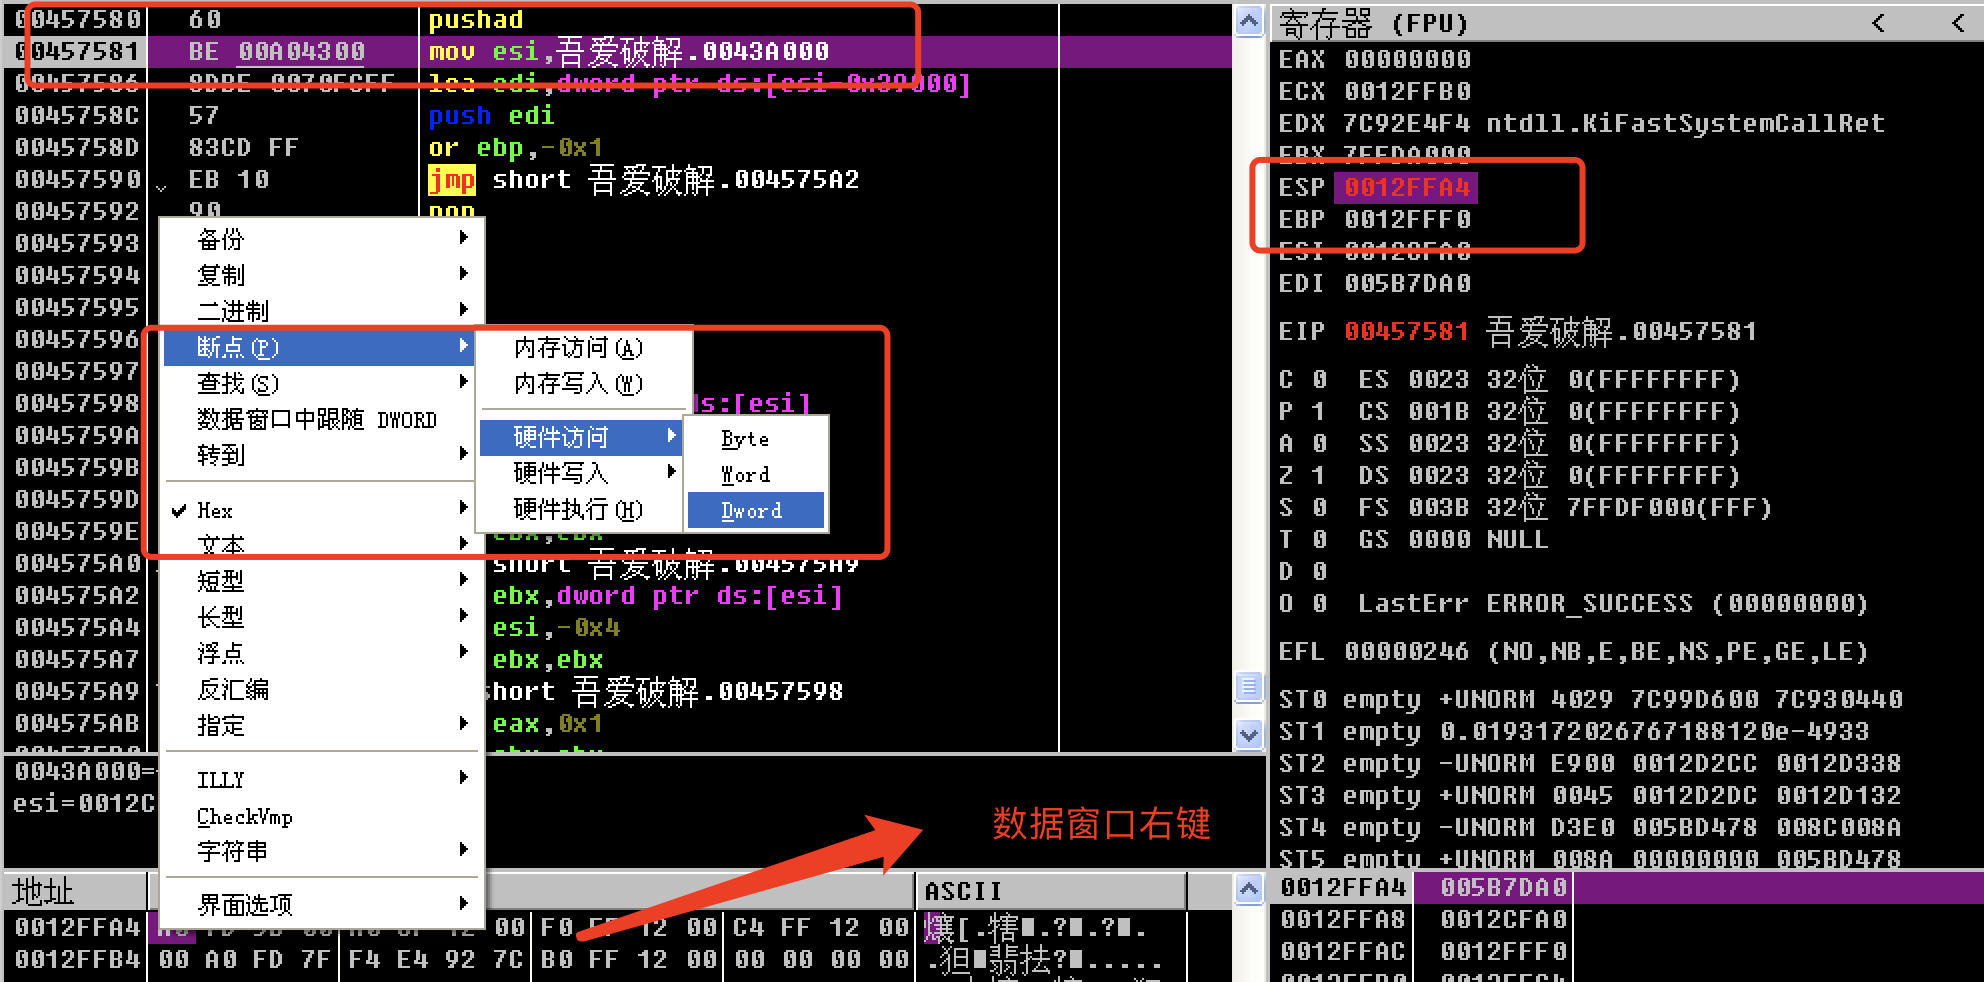 00457580 60 pushad
00457581 BE 00A04300 mov esi,吾爱破解.0043A000
00457586 8DBE 0070FCFF lea edi,dword ptr ds:[esi-0x39000]
0045758C 57 push edi
0045758D 83CD FF or ebp,-0x1
00457590 EB 10 jmp short 吾爱破解.004575A2
00457592 90 nop
00457593
00457594
00457595
00457596
00457597
00457598 ds:[esi]
0045759A
0045759B
0045759D
0045759E ebx,ebx
004575A0 short 吾爱破解.004575A9
004575A2 ebx,dword ptr ds:[esi]
004575A4 esi,-0x4
004575A7 ebx,ebx
004575A9 short 吾爱破解.00457598
004575AB eax,0x1
备份
复制
二进制
断点(P)
查找(S)
数据窗口中跟随 DWORD
转到
Hex
文本
短型
长型
浮点
反汇编
指定
ILLY
CheckVmp
字符串
界面选项
内存访问(A)
内存写入(W)
硬件访问
硬件写入
硬件执行(H)
Byte
Word
Dword
0043A000=
esi=0012C
数据窗口右键
地址 ASCII
0012FFA4 00 F0 FF 12 00 C4 FF 12 00
0012FFB4 00 A0 FD 7F F4 E4 92 7C B0 FF 12 00 00 00 00 00
寄存器 (FPU) < <
EAX 00000000
ECX 0012FFB0
EDX 7C92E4F4 ntdll.KiFastSystemCallRet
EBX 7FFDA000
ESP 0012FFA4
EBP 0012FFF0
ESI 0012CFA0
EDI 005B7DA0
EIP 00457581 吾爱破解.00457581
C 0 ES 0023 32位 0(FFFFFFFF)
P 1 CS 001B 32位 0(FFFFFFFF)
A 0 SS 0023 32位 0(FFFFFFFF)
Z 1 DS 0023 32位 0(FFFFFFFF)
S 0 FS 003B 32位 7FFDF000(FFF)
T 0 GS 0000 NULL
D 0
O 0 LastErr ERROR_SUCCESS (00000000)
EFL 00000246 (NO,NB,E,BE,NS,PE,GE,LE)
ST0 empty +UNORM 4029 7C99D600 7C930440
ST1 empty 0.0193172026767188120e-4933
ST2 empty -UNORM E900 0012D2CC 0012D338
ST3 empty +UNORM 0045 0012D2DC 0012D132
ST4 empty -UNORM D3E0 005BD478 008C008A
ST5 empty +UNORM 008A 00000000 005BD478
0012FFA4 005B7DA0
0012FFA8 0012CFA0
0012FFAC 0012FFF0
0012FFB0 0012FFC4